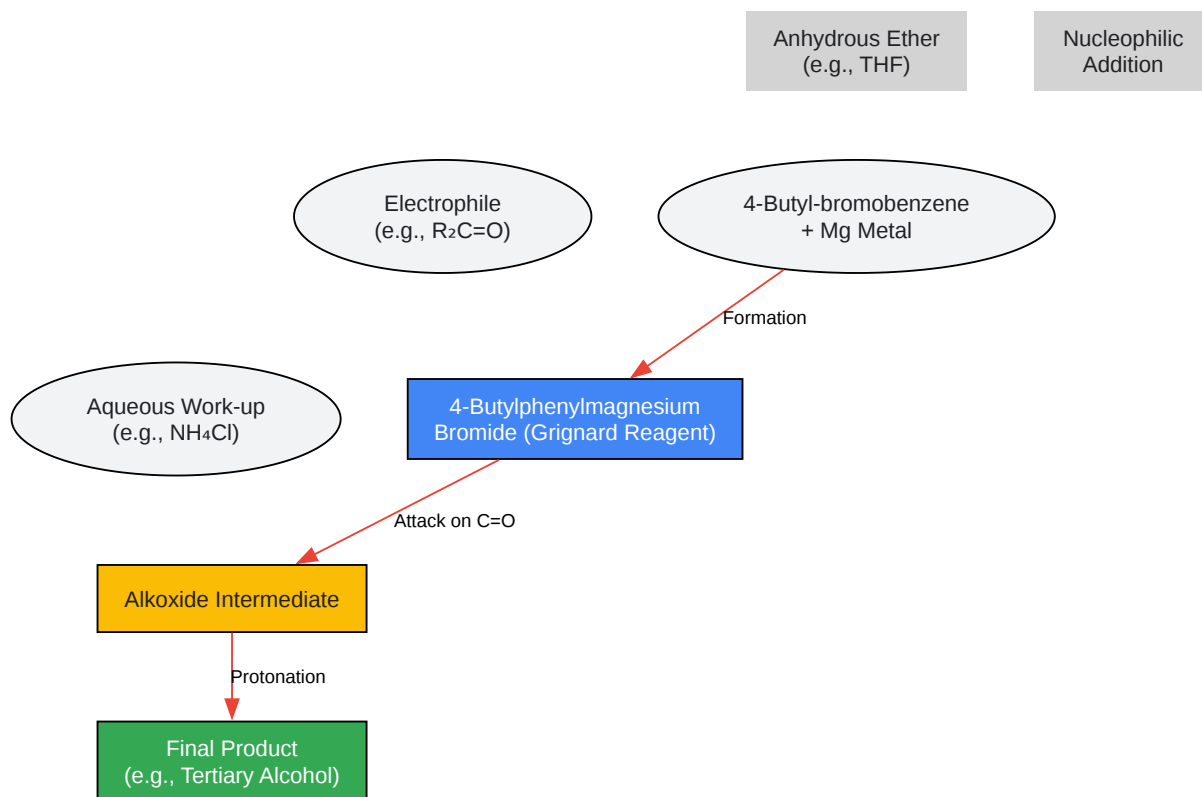 Anhydrous Ether
(e.g., THF)
Nucleophilic
Addition
Electrophile
(e.g., R₂C=O)
4-Butyl-bromobenzene
+ Mg Metal
Formation
Aqueous Work-up
(e.g., NH₄Cl)
4-Butylphenylmagnesium
Bromide (Grignard Reagent)
Attack on C=O
Alkoxide Intermediate
Protonation
Final Product
(e.g., Tertiary Alcohol)